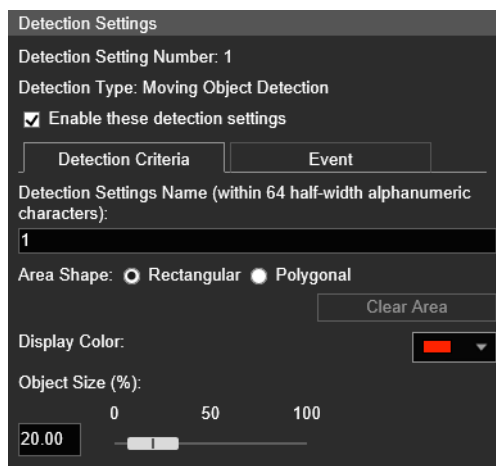 Detection Settings
Detection Setting Number: 1
Detection Type: Moving Object Detection
Enable these detection settings
Detection Criteria Event
Detection Settings Name (within 64 half-width alphanumeric
characters):
1
Area Shape: Rectangular Polygonal
Clear Area
Display Color:
Object Size (%):
0 50 100
20.00